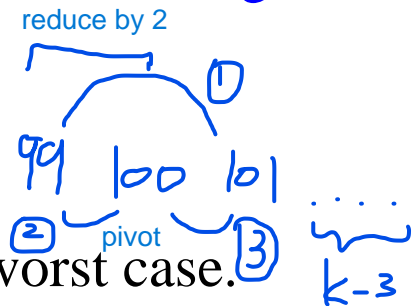 reduce by 2
1
99 100 101 ....
2 pivot 3
worst case.
k-3